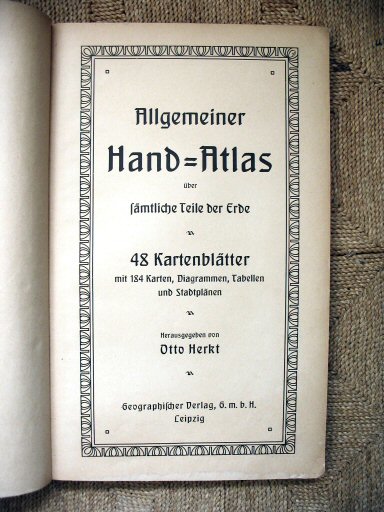 Allgemeiner
Hand=Atlas
über
sämtliche Teile der Erde
48 Kartenblätter
mit 184 Karten, Diagrammen, Tabellen
und Stadtplänen
Herausgegeben von
Otto Herkt
Geographischer Verlag, G. m. b. H.
Leipzig